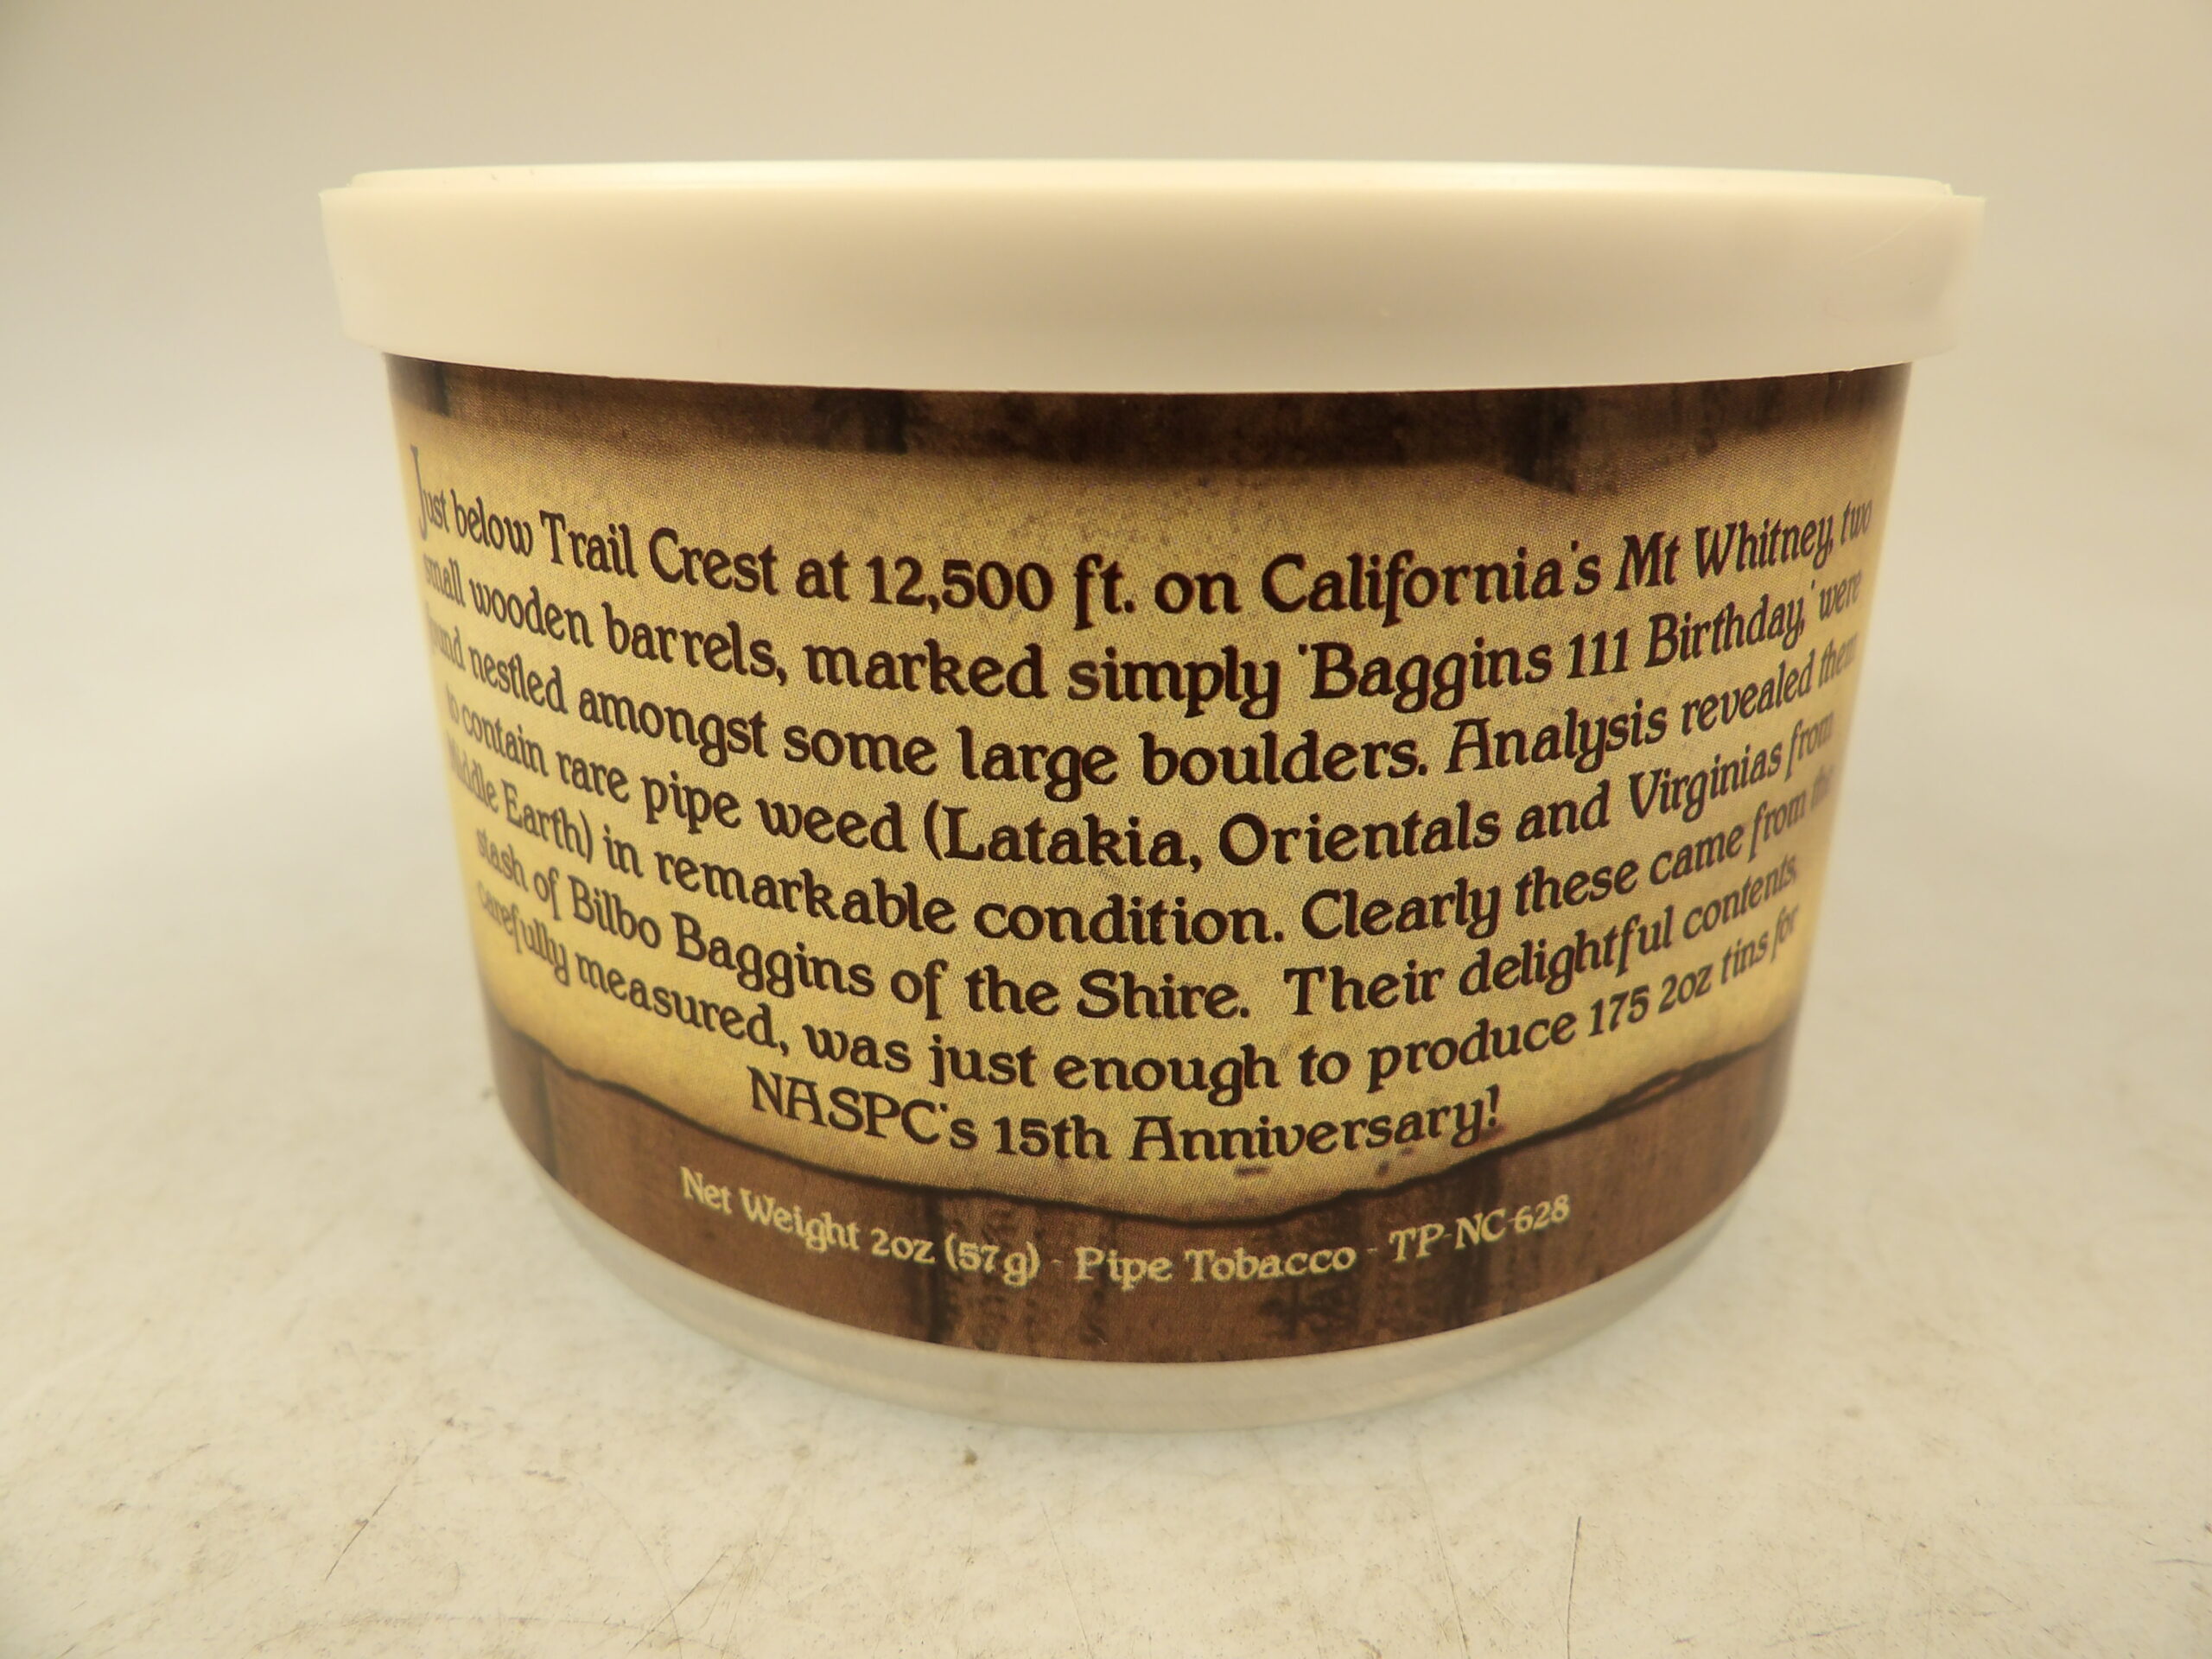 Just below Trail Crest at 12,500 ft. on California's Mt Whitney, two
small wooden barrels, marked simply 'Baggins 111 Birthday,' were
found nestled amongst some large boulders. Analysis revealed them
to contain rare pipe weed (Latakia, Orientals and Virginias from
Middle Earth) in remarkable condition. Clearly these came from the
stash of Bilbo Baggins of the Shire. Their delightful contents,
carefully measured, was just enough to produce 175 2oz tins for
NASPC's 15th Anniversary!
Net Weight 2oz (57g) - Pipe Tobacco - TP-NC-628